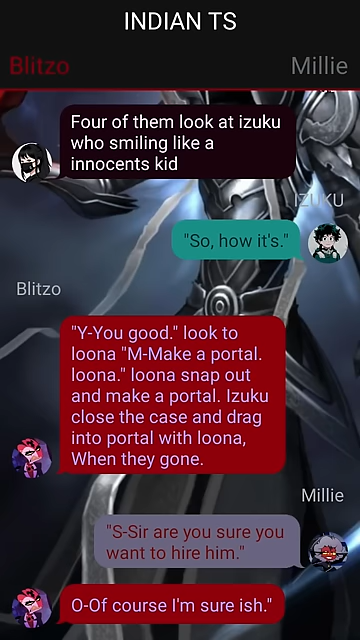 INDIAN TS
Blitzo
Millie
Four of them look at izuku
who smiling like a
innocents kid
IZUKU
"So, how it's."
Blitzo
"Y-You good." look to
loona "M-Make a portal.
loona." loona snap out
and make a portal. Izuku
close the case and drag
into portal with loona,
When they gone.
Millie
"S-Sir are you sure you
want to hire him."
O-Of course I'm sure ish."